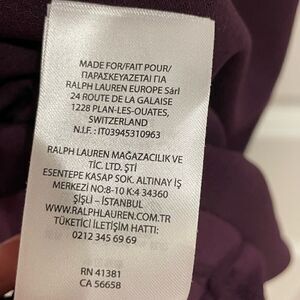 MADE FOR/FAIT POUR/
ΠΑΡΑΣΚΕΥΑΖΕΤΑΙ ΓΙΑ
RALPH LAUREN EUROPE Sàrl
24 ROUTE DE LA GALAISE
1228 PLAN-LES-OUATES,
SWITZERLAND
N.I.F. : IT03945310963
RALPH LAUREN MAĞAZACILIK VE
TİC. LTD. ŞTİ
ESENTEPE KASAP SOK. ALTINAY İŞ
MERKEZİ NO:8-10 K:4 34360
ŞİŞLİ – İSTANBUL
WWW.RALPHLAUREN.COM.TR
TÜKETİCİ İLETİŞİM HATTI:
0212 345 69 69
RN 41381
CA 56658